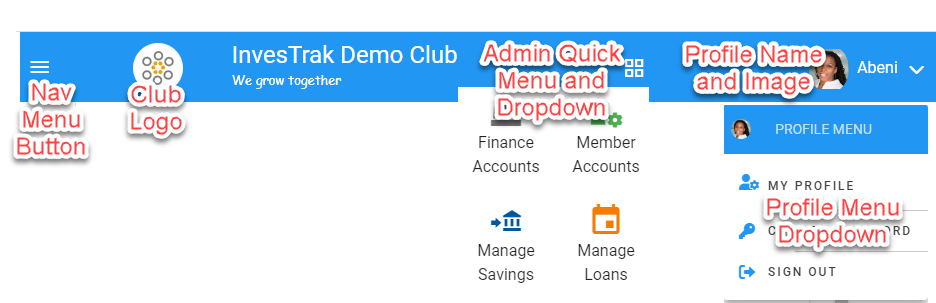 InvesTrak Demo Club
We grow together
Nav
Menu
Button
Club
Logo
Admin Quick
Menu and
Dropdown
Profile Name
and Image
Abeni
Finance
Accounts
Member
Accounts
Manage
Savings
Manage
Loans
PROFILE MENU
MY PROFILE
Profile Menu
Dropdown
SIGN OUT